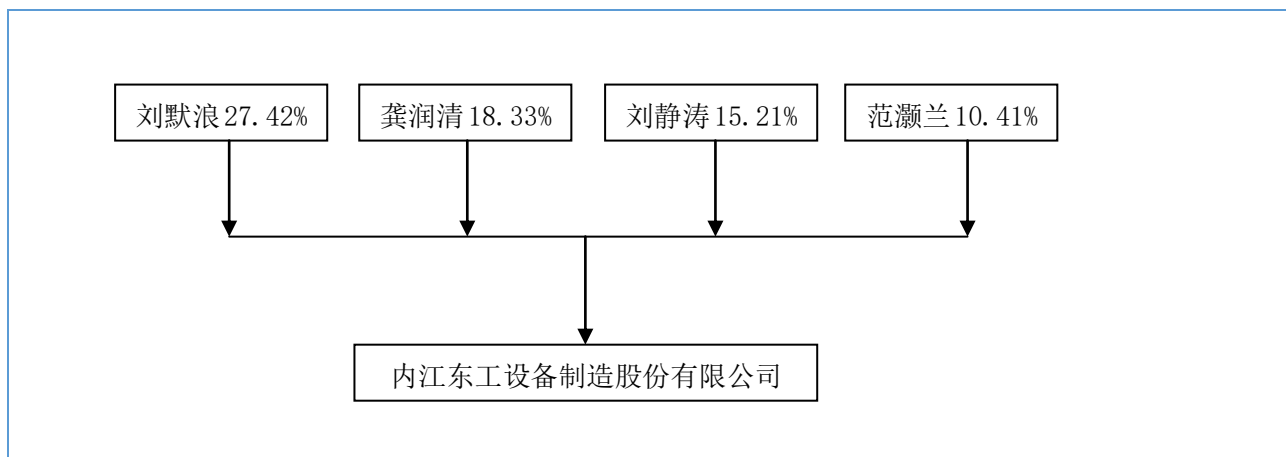 刘默浪27.42%
龚润清18.33%
刘静涛15.21%
范灏兰10.41%
内江东工设备制造股份有限公司